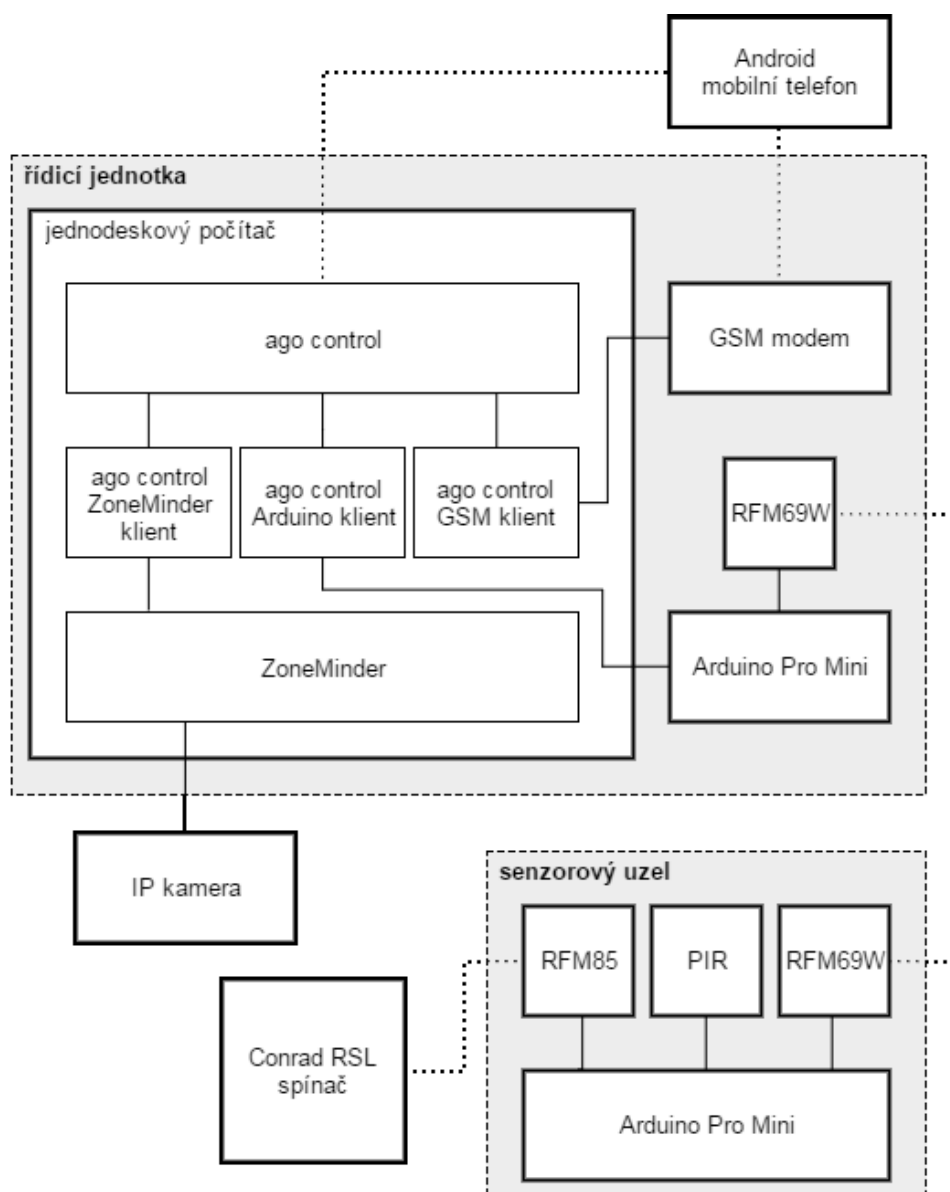 Android
mobilní telefon
řídicí jednotka
jednodeskový počítač
ago control
GSM modem
ago control
ZoneMinder
klient
ago control
Arduino klient
ago control
GSM klient
RFM69W
ZoneMinder
Arduino Pro Mini
IP kamera
senzorový uzel
RFM85
PIR
RFM69W
Conrad RSL
spínač
Arduino Pro Mini